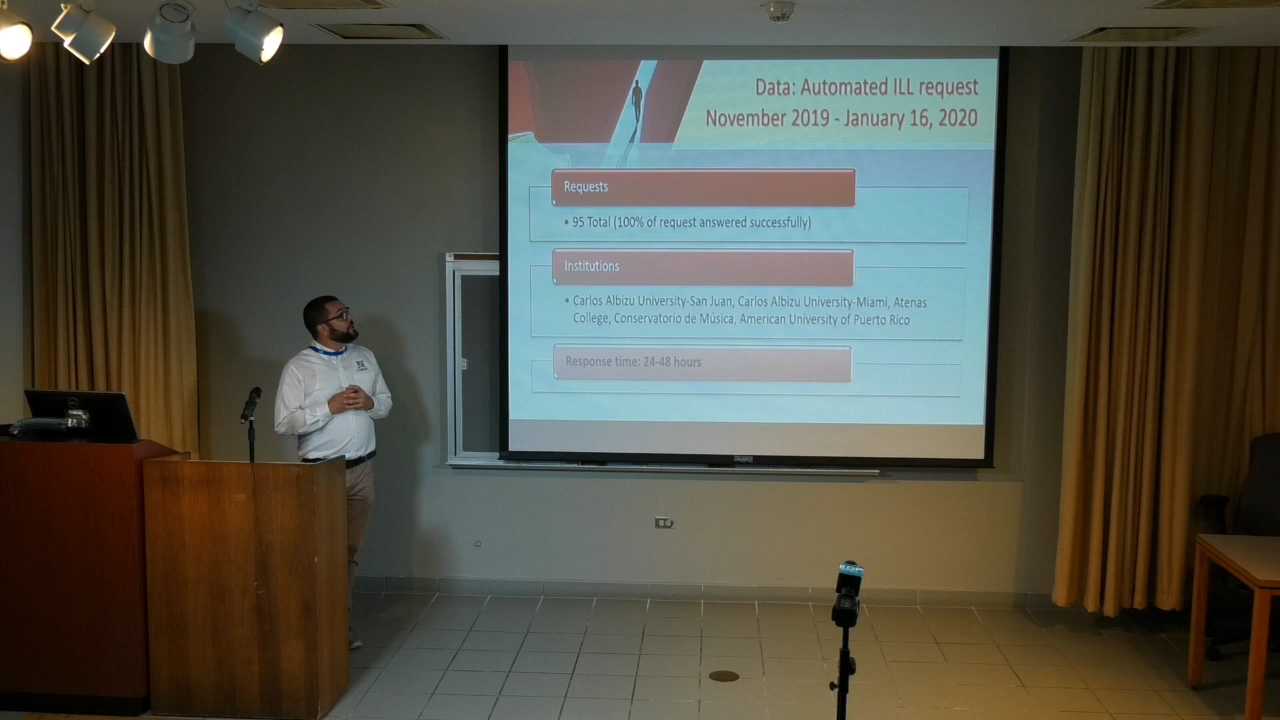 Data: Automated ILL request
November 2019 - January 16, 2020
Requests
• 95 Total (100% of request answered successfully)
Institutions
• Carlos Albizu University-San Juan, Carlos Albizu University-Miami, Atenas
College, Conservatorio de Música, American University of Puerto Rico
Response time: 24-48 hours